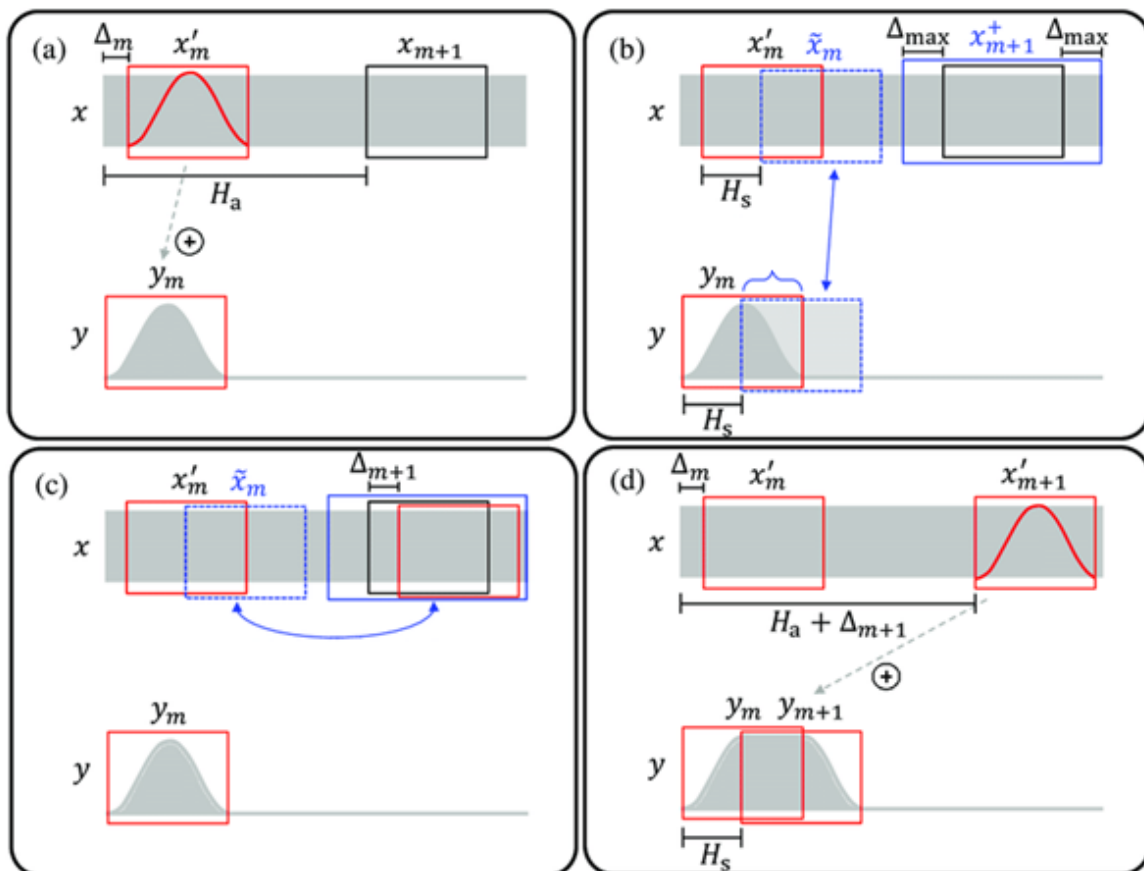 (a) Δₘ x′ₘ xₘ₊₁
x
Hₐ
+
yₘ
y
(b) x′ₘ x̃ₘ Δₘₐₓ x⁺ₘ₊₁ Δₘₐₓ
x
Hₛ
yₘ
y
Hₛ
(c) x′ₘ x̃ₘ Δₘ₊₁
x
yₘ
y
(d) Δₘ x′ₘ x′ₘ₊₁
x
Hₐ + Δₘ₊₁
+
yₘ yₘ₊₁
y
Hₛ